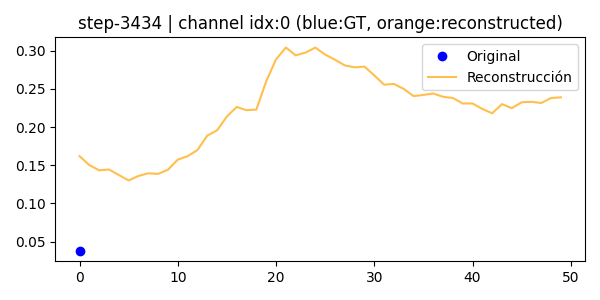 step-3434 | channel idx:0 (blue:GT, orange:reconstructed)
Original
Reconstrucción
0.30
0.25
0.20
0.15
0.10
0.05
0 10 20 30 40 50